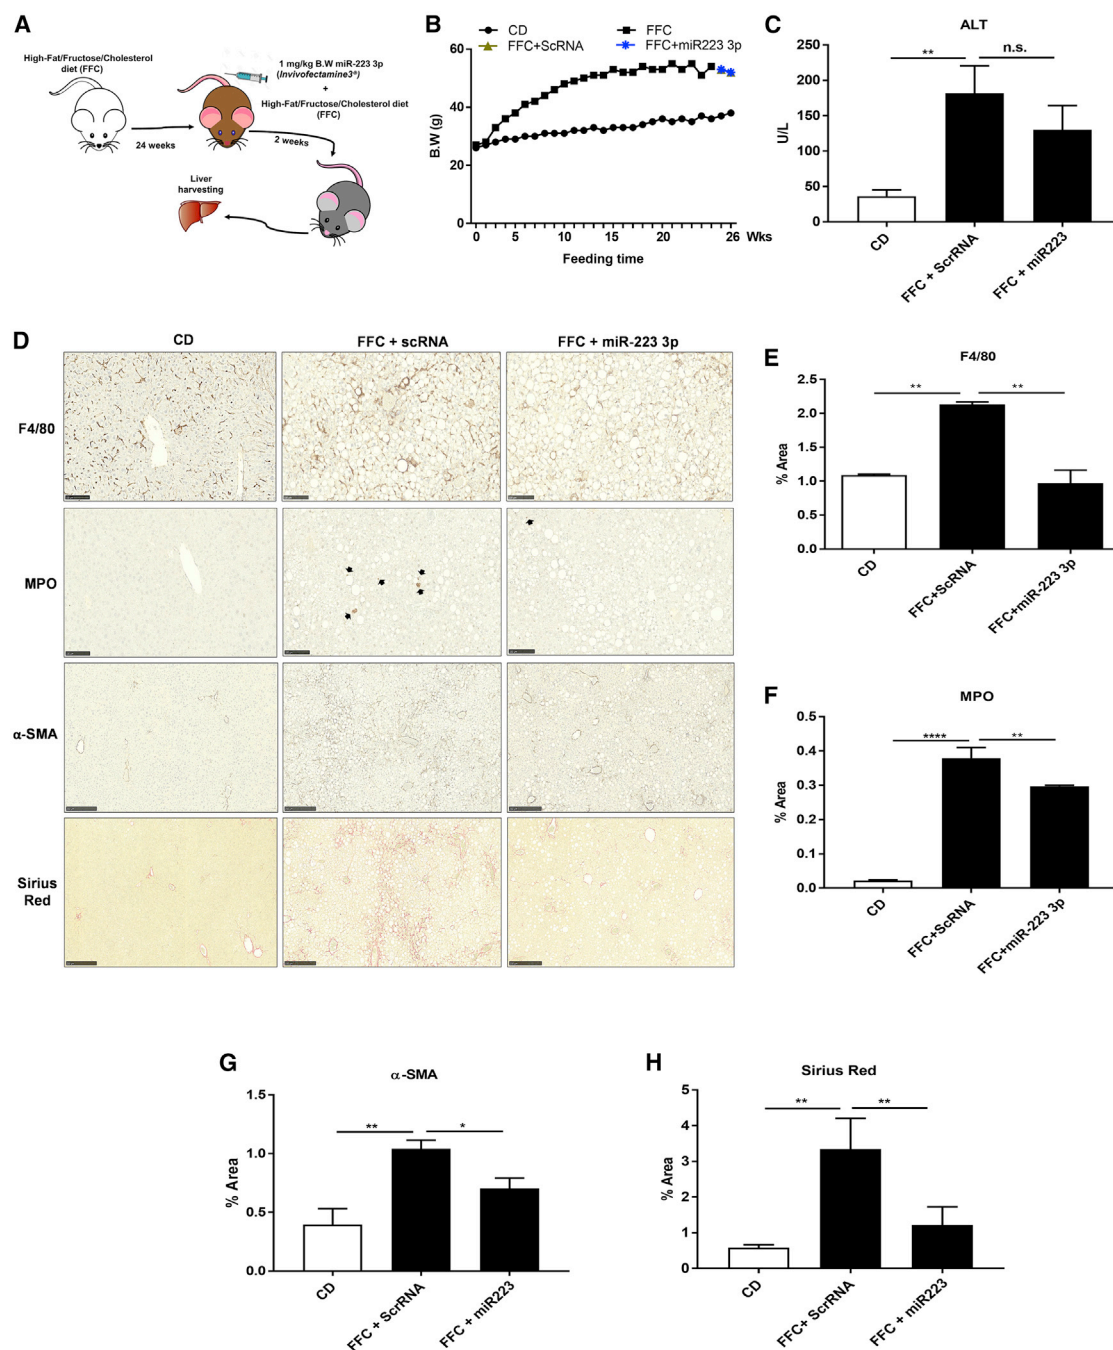 A
High-Fat/Fructose/Cholesterol
diet (FFC)
1 mg/kg B.W miR-223 3p
(Invivofectamine3®)
+
High-Fat/Fructose/Cholesterol diet
(FFC)
24 weeks
2 weeks
Liver
harvesting
B
CD
FFC
FFC+ScRNA
FFC+miR223 3p
B.W (g)
60
40
20
0
0
5
10
15
20
26
Wks
Feeding time
C
ALT
**
n.s.
U/L
250
200
150
100
50
0
CD
FFC + ScrRNA
FFC + miR223
D
CD
FFC + scRNA
FFC + miR-223 3p
F4/80
MPO
α-SMA
Sirius
Red
E
F4/80
**
**
% Area
2.5
2.0
1.5
1.0
0.5
0.0
CD
FFC+ScRNA
FFC+miR-223 3p
F
MPO
****
**
% Area
0.5
0.4
0.3
0.2
0.1
0.0
CD
FFC+ScRNA
FFC+miR-223 3p
G
α-SMA
**
*
% Area
1.5
1.0
0.5
0.0
CD
FFC + ScrRNA
FFC + miR223
H
Sirius Red
**
**
% Area
5
4
3
2
1
0
CD
FFC+ ScrRNA
FFC + miR223